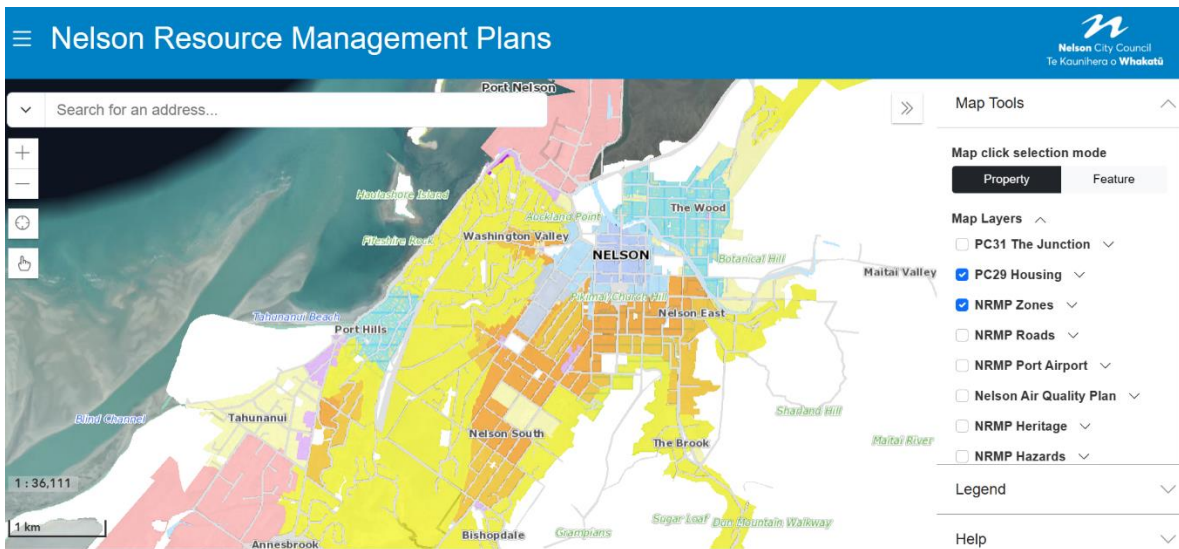 Nelson Resource Management Plans
Nelson City Council
Te Kaunihera o Whakatū
Search for an address...
Port Nelson
Haulashore Island
Auckland Point
The Wood
Fifeshire Rock
Washington Valley
NELSON
Botanical Hill
Maitai Valley
Pikimai Church Hill
Nelson East
Tahunanui Beach
Port Hills
Blind Channel
Tahunanui
Sharland Hill
Nelson South
The Brook
Maitai River
1 : 36,111
1 km
Sugar Loaf
Dun Mountain Walkway
Grampians
Bishopdale
Annesbrook
Map Tools
Map click selection mode
Property
Feature
Map Layers
PC31 The Junction
PC29 Housing
NRMP Zones
NRMP Roads
NRMP Port Airport
Nelson Air Quality Plan
NRMP Heritage
NRMP Hazards
Legend
Help